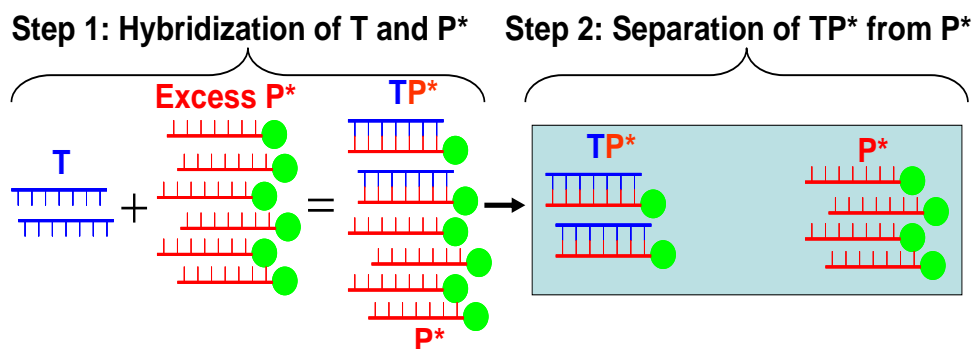 Step 1: Hybridization of T and P*
Step 2: Separation of TP* from P*
Excess P*
TP*
T
+
=
P*
TP*
P*